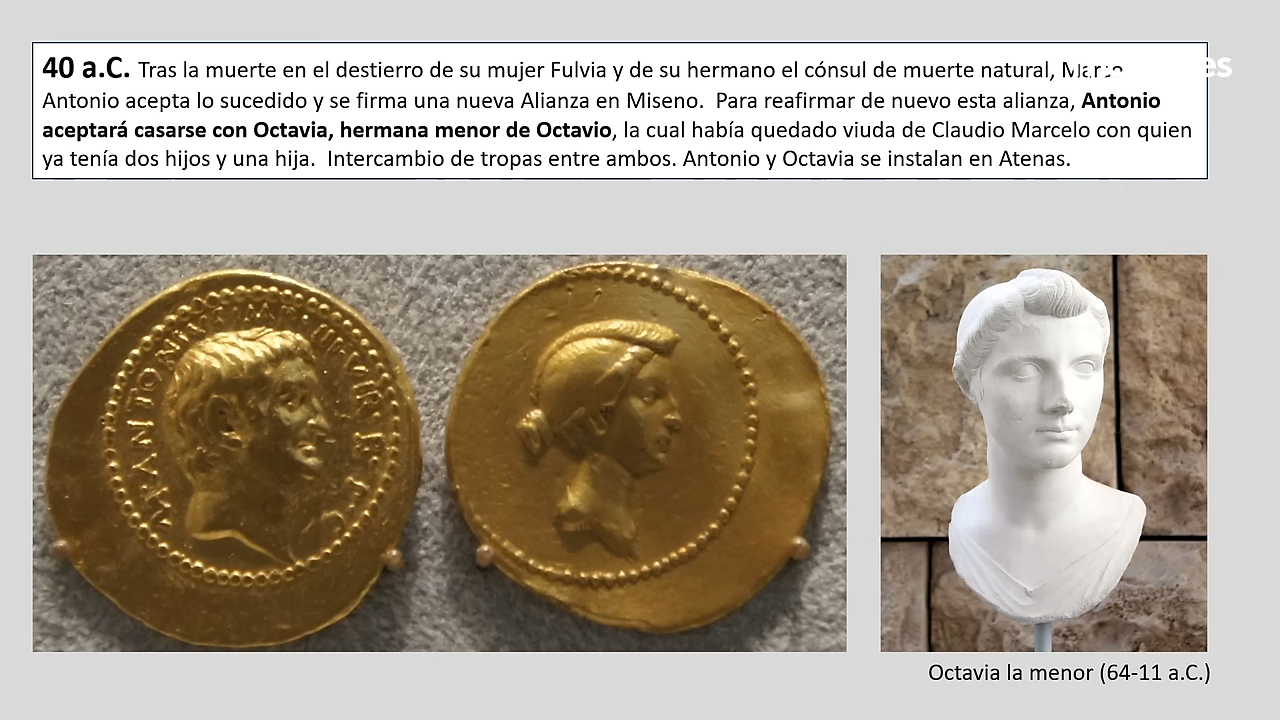 40 a.C. Tras la muerte en el destierro de su mujer Fulvia y de su hermano el cónsul de muerte natural, Marco
Antonio acepta lo sucedido y se firma una nueva Alianza en Miseno. Para reafirmar de nuevo esta alianza, Antonio
aceptará casarse con Octavia, hermana menor de Octavio, la cual había quedado viuda de Claudio Marcelo con quien
ya tenía dos hijos y una hija. Intercambio de tropas entre ambos. Antonio y Octavia se instalan en Atenas.
Octavia la menor (64-11 a.C.)